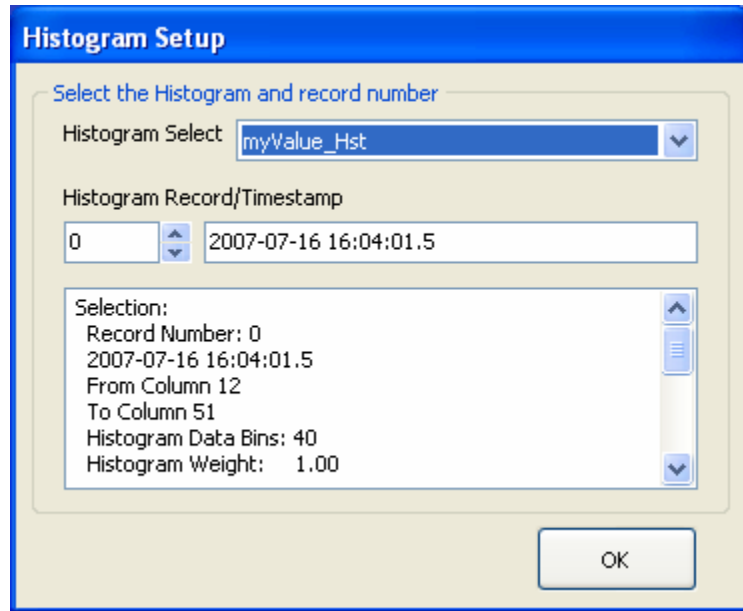 Histogram Setup
Select the Histogram and record number
Histogram Select myValue_Hst
Histogram Record/Timestamp
0 2007-07-16 16:04:01.5
Selection:
Record Number: 0
2007-07-16 16:04:01.5
From Column 12
To Column 51
Histogram Data Bins: 40
Histogram Weight: 1.00
OK